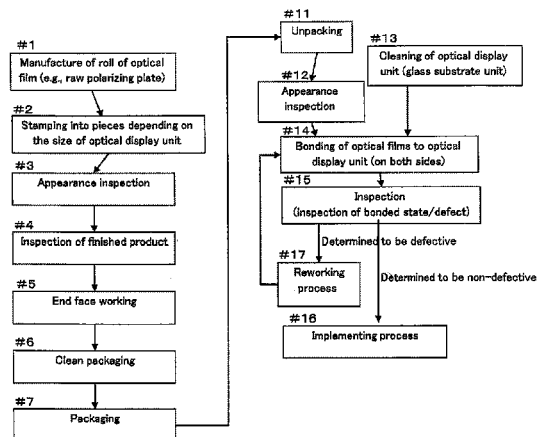 #1
Manufacture of roll of optical
film (e.g., raw polarizing plate)
#2
Stamping into pieces depending on
the size of optical display unit
#3
Appearance inspection
#4
Inspection of finished product
#5
End face working
#6
Clean packaging
#7
Packaging
#11
Unpacking
#12
Appearance
inspection
#13
Cleaning of optical display
unit (glass substrate unit)
#14
Bonding of optical films to optical
display unit (on both sides)
#15
Inspection
(inspection of bonded state/defect)
Determined to be defective
#17
Reworking
process
Determined to be non-defective
#16
Implementing process